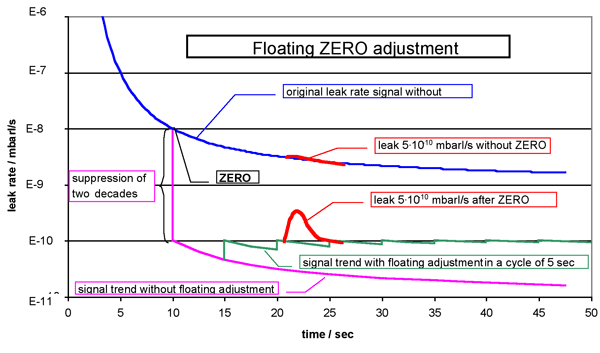 Floating ZERO adjustment
E-6
E-7
E-8
E-9
E-10
E-11
leak rate / mbarl/s
original leak rate signal without
leak 5·10¹⁰ mbarl/s without ZERO
suppression of
two decades
ZERO
leak 5·10¹⁰ mbarl/s after ZERO
signal trend with floating adjustment in a cycle of 5 sec
signal trend without floating adjustment
0 5 10 15 20 25 30 35 40 45 50
time / sec